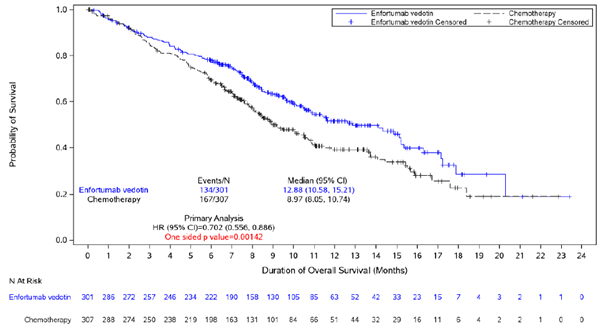 Enfortumab vedotin Chemotherapy
Enfortumab vedotin Censored Chemotherapy Censored
1.0
0.8
0.6
0.4
0.2
0.0
Probability of Survival
Events/N Median (95% CI)
Enfortumab vedotin 134/301 12.88 (10.58, 15.21)
Chemotherapy 167/307 8.97 (8.05, 10.74)
Primary Analysis
HR (95% CI)=0.702 (0.556, 0.886)
One sided p value=0.00142
0 1 2 3 4 5 6 7 8 9 10 11 12 13 14 15 16 17 18 19 20 21 22 23 24
Duration of Overall Survival (Months)
N At Risk
Enfortumab vedotin 301 286 272 257 246 234 222 190 158 130 105 85 63 52 42 33 23 15 7 4 3 2 1 1 0
Chemotherapy 307 288 274 250 238 219 198 163 131 101 84 66 51 44 32 29 16 11 6 4 2 2 1 0 0